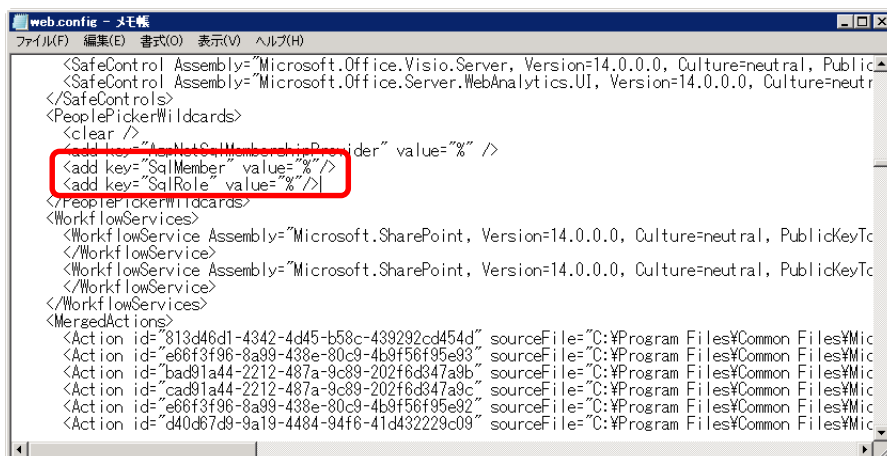 web.config - メモ帳
ファイル(F) 編集(E) 書式(O) 表示(V) ヘルプ(H)
<SafeControl Assembly="Microsoft.Office.Visio.Server, Version=14.0.0.0, Culture=neutral, Public
<SafeControl Assembly="Microsoft.Office.Server.WebAnalytics.UI, Version=14.0.0.0, Culture=neutr
</SafeControls>
<PeoplePickerWildcards>
<clear />
<add key="AspNetSqlMembershipProvider" value="%" />
<add key="SqlMember" value="%"/>
<add key="SqlRole" value="%"/>
</PeoplePickerWildcards>
<WorkflowServices>
<WorkflowService Assembly="Microsoft.SharePoint, Version=14.0.0.0, Culture=neutral, PublicKeyTo
</WorkflowService>
<WorkflowService Assembly="Microsoft.SharePoint, Version=14.0.0.0, Culture=neutral, PublicKeyTo
</WorkflowService>
</WorkflowServices>
<MergedActions>
<Action id="813d46d1-4342-4d45-b58c-439292cd454d" sourceFile="C:¥Program Files¥Common Files¥Mic
<Action id="e66f3f96-8a99-438e-80c9-4b9f56f95e93" sourceFile="C:¥Program Files¥Common Files¥Mic
<Action id="bad91a44-2212-487a-9c89-202f6d347a9b" sourceFile="C:¥Program Files¥Common Files¥Mic
<Action id="cad91a44-2212-487a-9c89-202f6d347a9c" sourceFile="C:¥Program Files¥Common Files¥Mic
<Action id="e66f3f96-8a99-438e-80c9-4b9f56f95e92" sourceFile="C:¥Program Files¥Common Files¥Mic
<Action id="d40d67d9-9a19-4484-94f6-41d432229c09" sourceFile="C:¥Program Files¥Common Files¥Mic